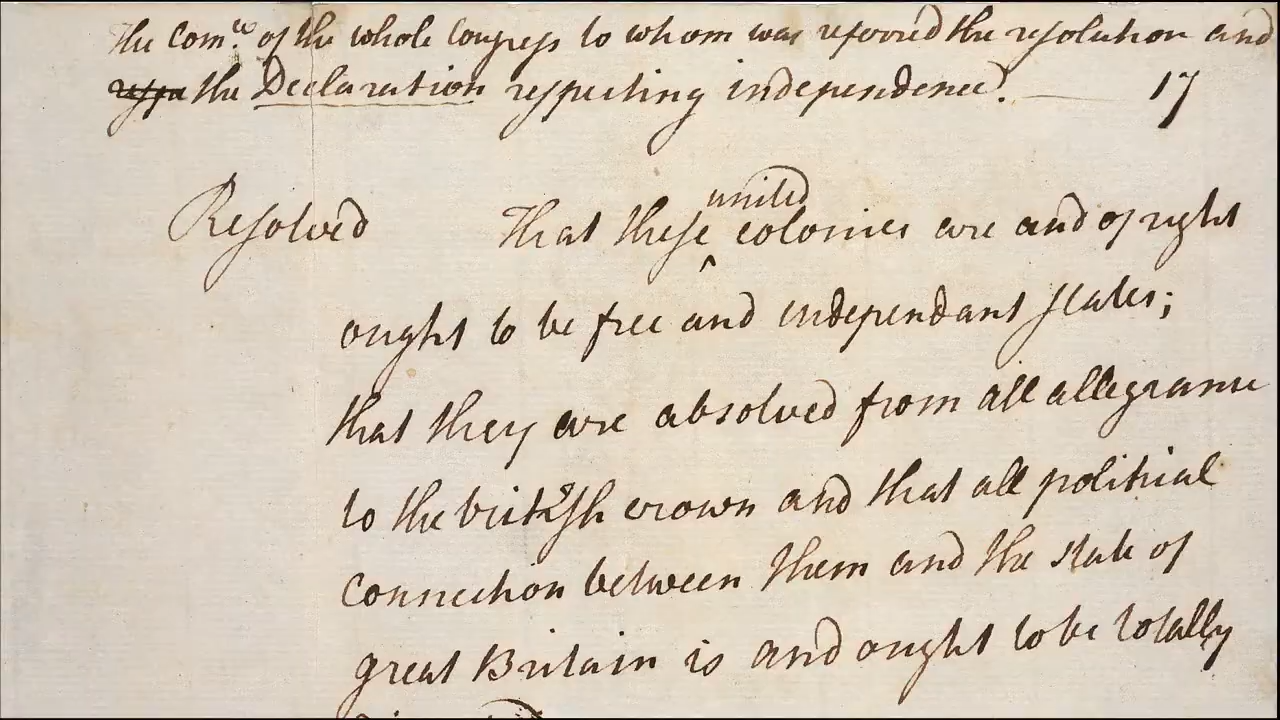 The Com.ee of the whole Congress to whom was referred the resolution and
the Declaration respecting independence. 17
united
Resolved That these ‸ colonies are and of right
ought to be free and independant states;
that they are absolved from all allegiance
to the british crown and that all political
connection between them and the state of
great Britain is and ought to be totally